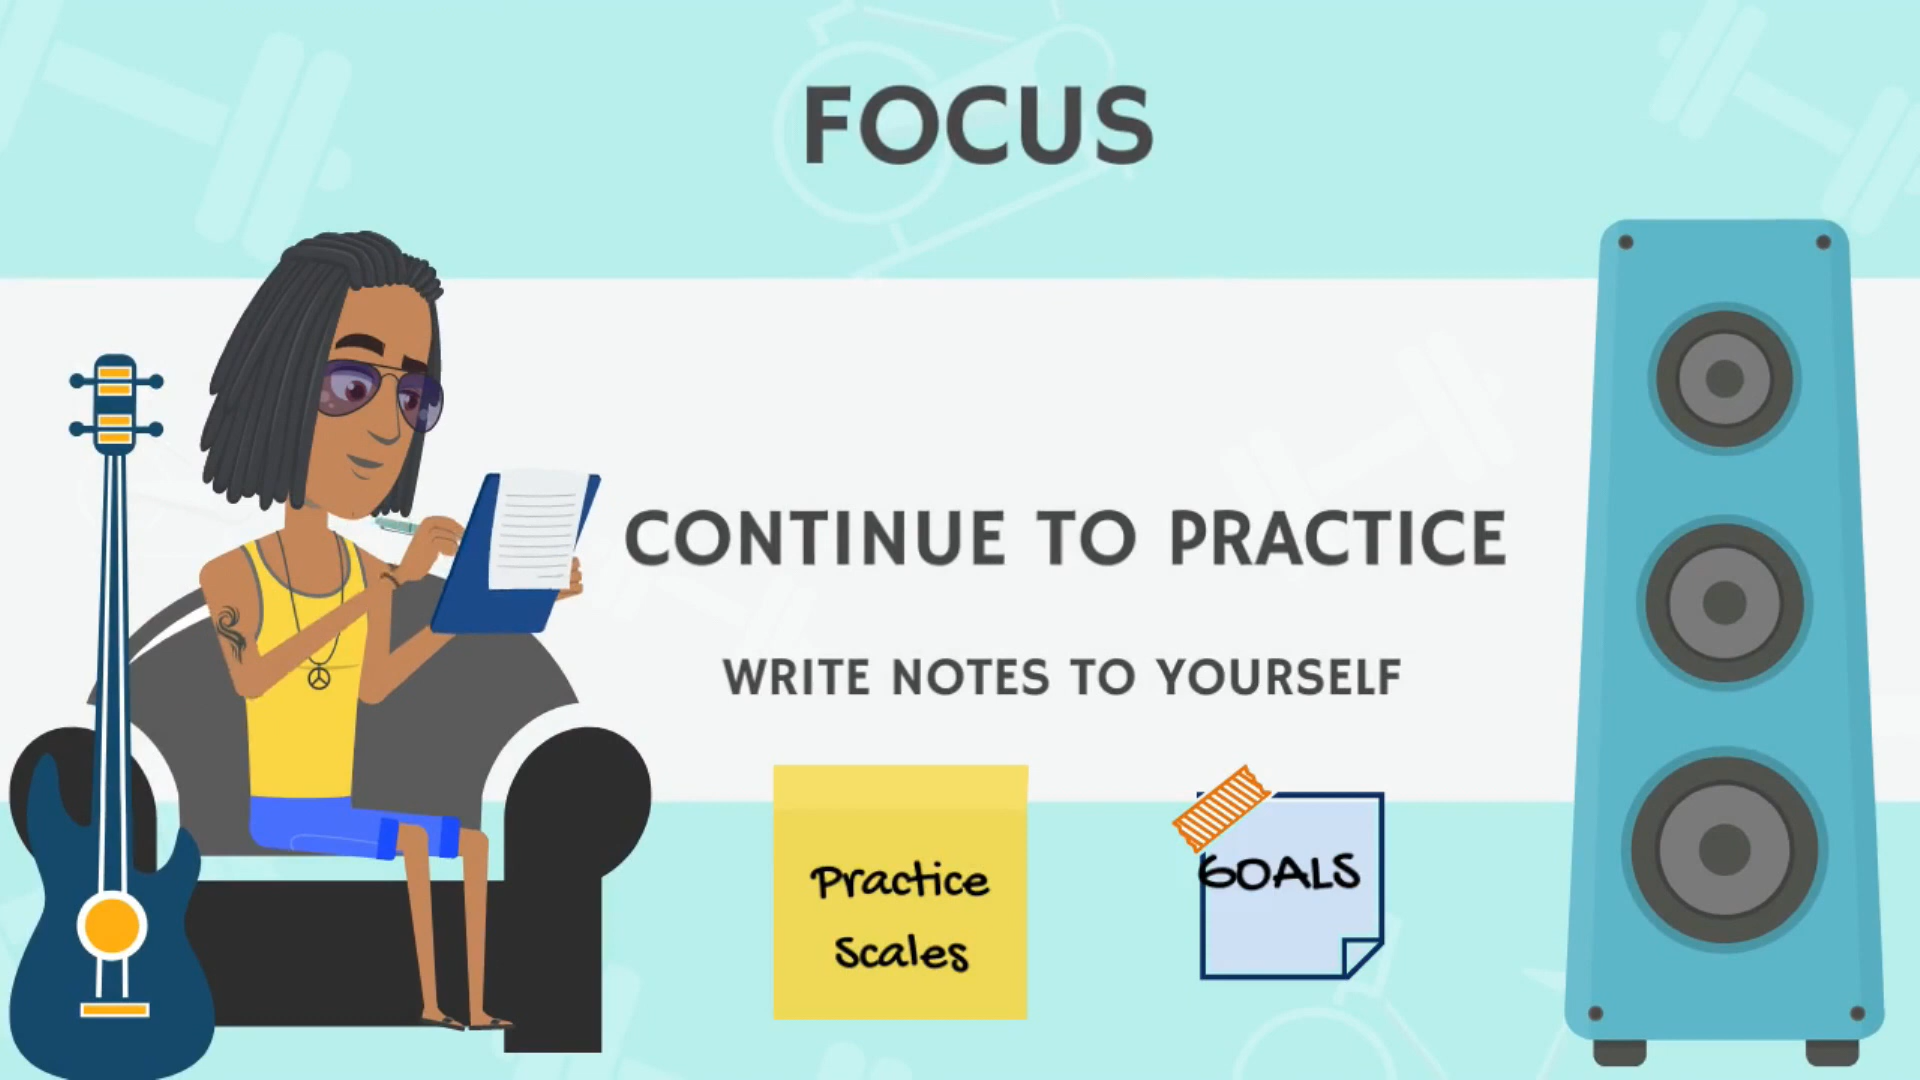 FOCUS
CONTINUE TO PRACTICE
WRITE NOTES TO YOURSELF
Practice
Scales
GOALS